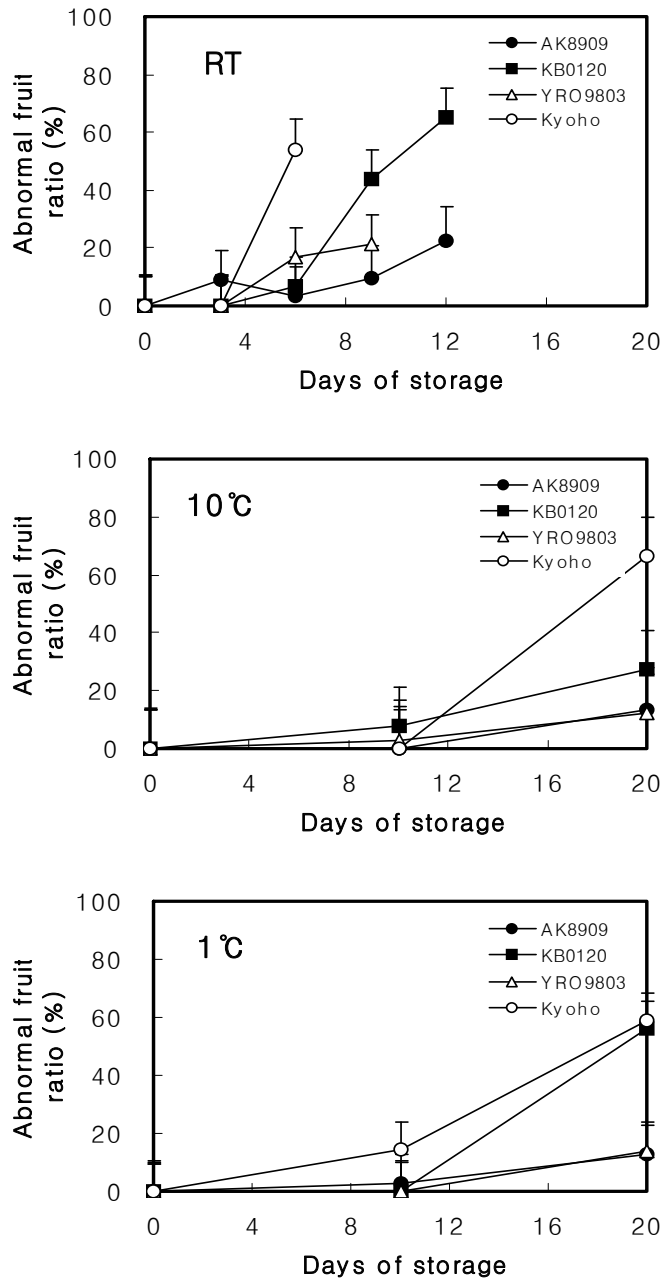 100
80
60
40
20
0
Abnormal fruit
ratio (%)
RT
AK8909
KB0120
YRO9803
Kyoho
0 4 8 12 16 20
Days of storage
100
80
60
40
20
0
Abnormal fruit
ratio (%)
10℃
AK8909
KB0120
YRO9803
Kyoho
0 4 8 12 16 20
Days of storage
100
80
60
40
20
0
Abnormal fruit
ratio (%)
1℃
AK8909
KB0120
YRO9803
Kyoho
0 4 8 12 16 20
Days of storage